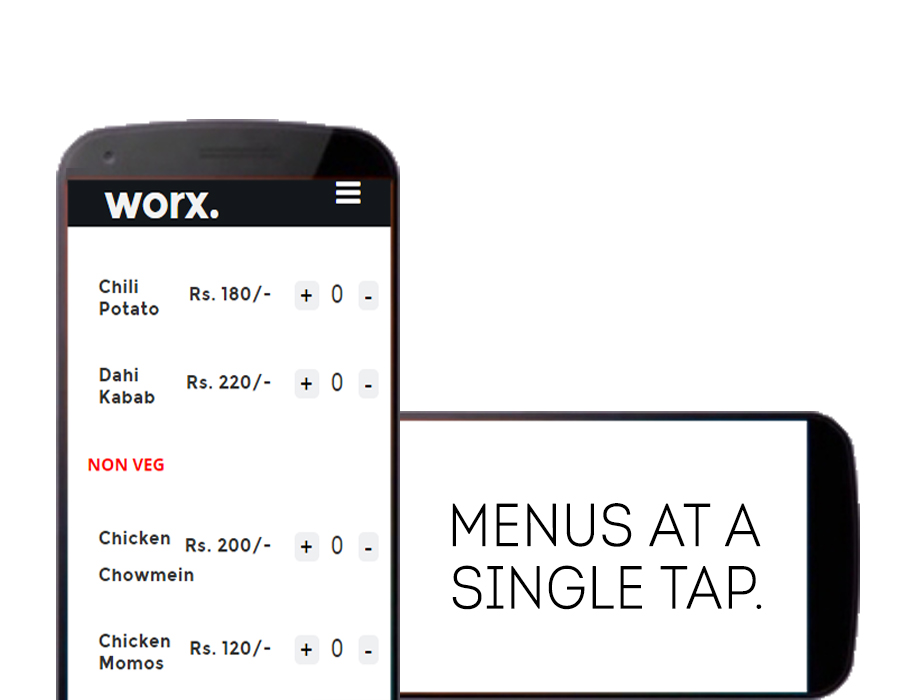 worx.
Chili Rs. 180/- + 0 -
Potato
Dahi Rs. 220/- + 0 -
Kabab
NON VEG
Chicken Rs. 200/- + 0 -
Chowmein
Chicken Rs. 120/- + 0 -
Momos
MENUS AT A
SINGLE TAP.